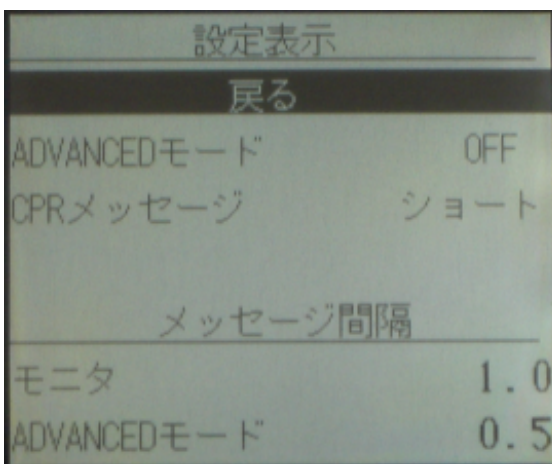 設定表示
戻る
ADVANCEDモード OFF
CPRメッセージ ショート
メッセージ間隔
モニタ 1.0
ADVANCEDモード 0.5